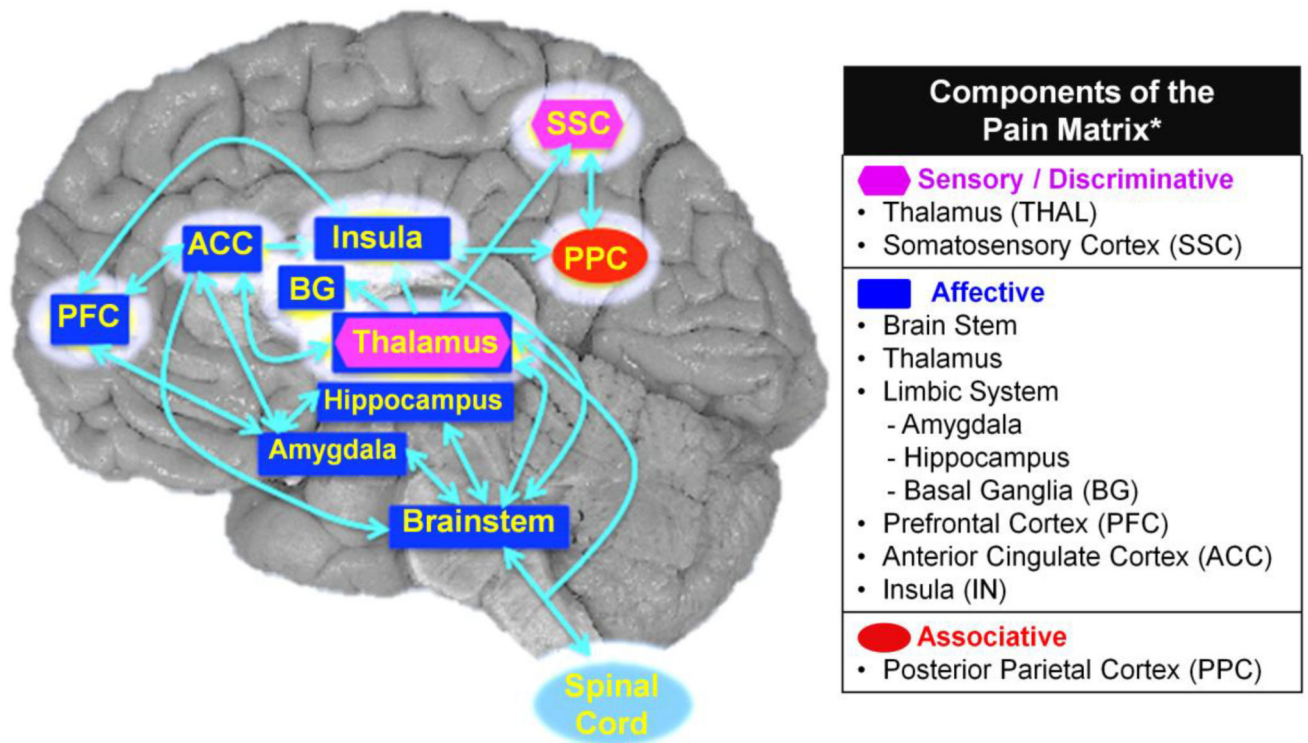 SSC
ACC
Insula
PPC
BG
PFC
Thalamus
Hippocampus
Amygdala
Brainstem
Spinal
Cord
Components of the
Pain Matrix*
Sensory / Discriminative
• Thalamus (THAL)
• Somatosensory Cortex (SSC)
Affective
• Brain Stem
• Thalamus
• Limbic System
- Amygdala
- Hippocampus
- Basal Ganglia (BG)
• Prefrontal Cortex (PFC)
• Anterior Cingulate Cortex (ACC)
• Insula (IN)
Associative
• Posterior Parietal Cortex (PPC)